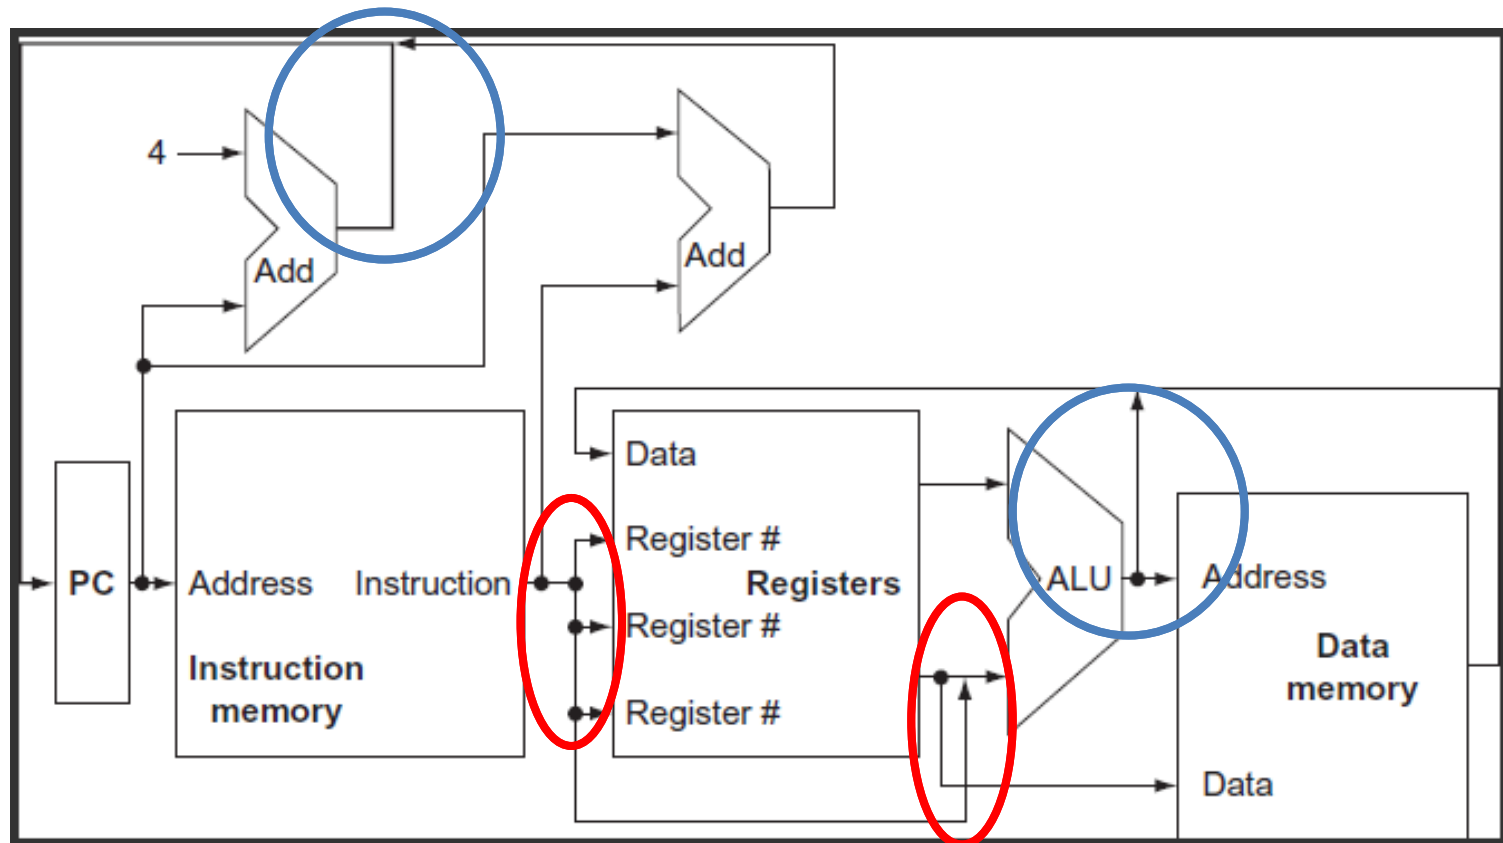 4
Add
Add
Data
Register #
PC
Address
Instruction
Registers
ALU
Address
Register #
Instruction
memory
Data
memory
Register #
Data